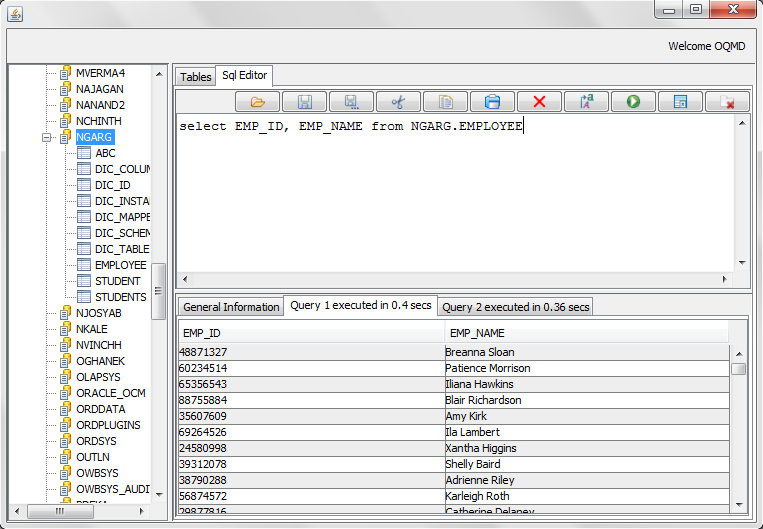 Welcome OQMD
MVERMA4
NAJAGAN
NANAND2
NCHINTH
NGARG
ABC
DIC_COLUN
DIC_ID
DIC_INSTA
DIC_MAPPE
DIC_SCHEM
DIC_TABLE
EMPLOYEE
STUDENT
STUDENTS
NJOSYAB
NKALE
NVINCHH
OGHANEK
OLAPSYS
ORACLE_OCM
ORDDATA
ORDPLUGINS
ORDSYS
OUTLN
OWBSYS
OWBSYS_AUDI
Tables Sql Editor
select EMP_ID, EMP_NAME from NGARG.EMPLOYEE
General Information Query 1 executed in 0.4 secs Query 2 executed in 0.36 secs
EMP_ID EMP_NAME
48871327 Breanna Sloan
60234514 Patience Morrison
65356543 Iliana Hawkins
88755884 Blair Richardson
35607609 Amy Kirk
69264526 Ila Lambert
24580998 Xantha Higgins
39312078 Shelly Baird
38790288 Adrienne Riley
56874572 Karleigh Roth
29877816 Catherine Delaney